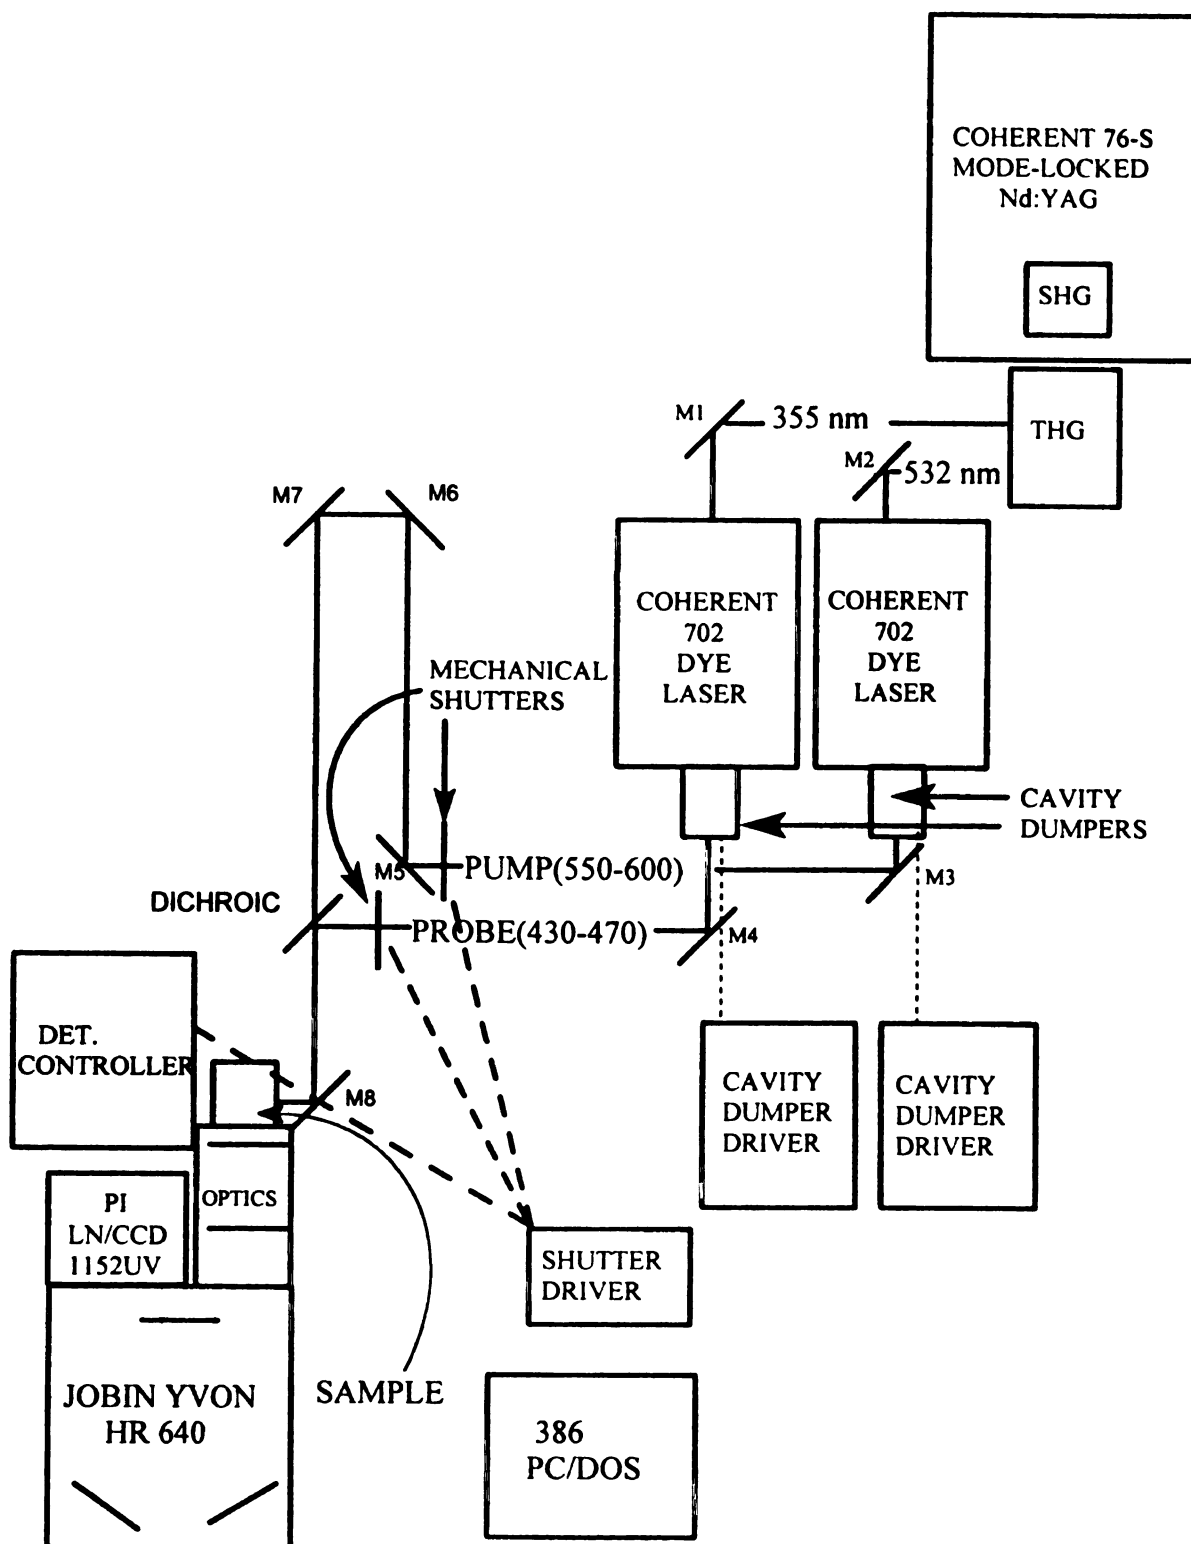 COHERENT 76-S
MODE-LOCKED
Nd:YAG
SHG
THG
M1
355 nm
M2
532 nm
M7
M6
COHERENT
702
DYE
LASER
COHERENT
702
DYE
LASER
MECHANICAL
SHUTTERS
CAVITY
DUMPERS
M5
PUMP(550-600)
M3
DICHROIC
PROBE(430-470)
M4
DET.
CONTROLLER
M8
CAVITY
DUMPER
DRIVER
CAVITY
DUMPER
DRIVER
PI
LN/CCD
1152UV
OPTICS
SHUTTER
DRIVER
SAMPLE
JOBIN YVON
HR 640
386
PC/DOS